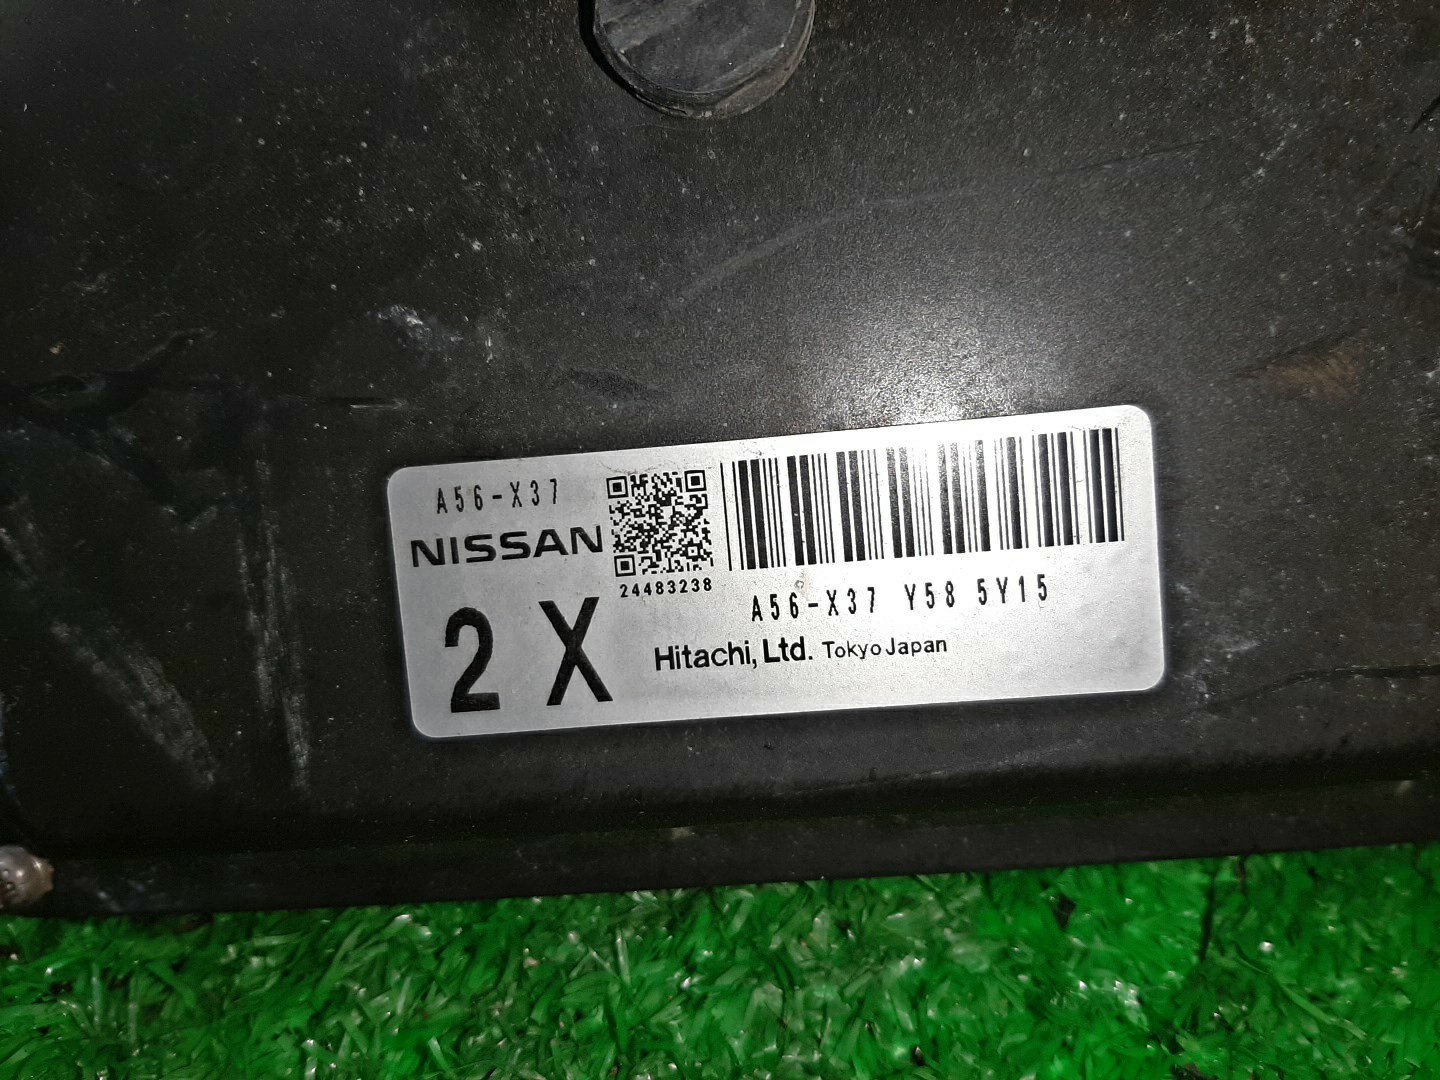 A56-X37
NISSAN
24483238
2 X
A56-X37 Y58 5Y15
Hitachi, Ltd. Tokyo Japan